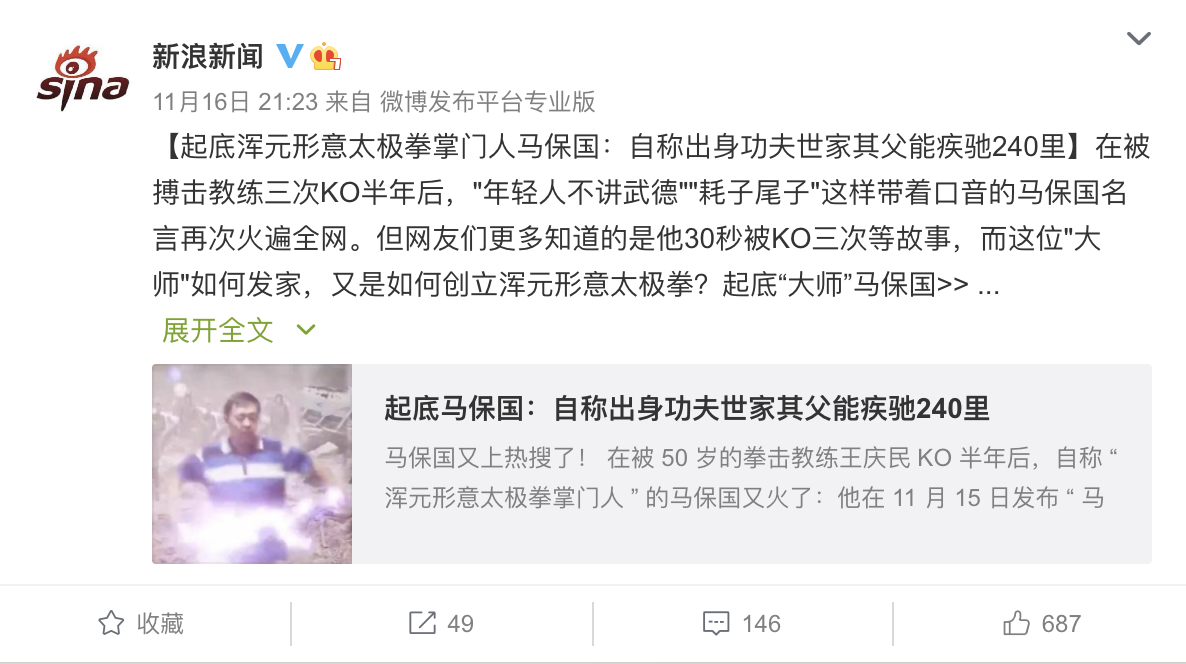 sina
新浪新闻
11月16日 21:23 来自 微博发布平台专业版
【起底浑元形意太极拳掌门人马保国：自称出身功夫世家其父能疾驰240里】在被
搏击教练三次KO半年后，"年轻人不讲武德""耗子尾子"这样带着口音的马保国名
言再次火遍全网。但网友们更多知道的是他30秒被KO三次等故事，而这位"大
师"如何发家，又是如何创立浑元形意太极拳？起底“大师”马保国>> ...
展开全文
起底马保国：自称出身功夫世家其父能疾驰240里
马保国又上热搜了！ 在被 50 岁的拳击教练王庆民 KO 半年后，自称 “
浑元形意太极拳掌门人 ” 的马保国又火了：他在 11 月 15 日发布 “ 马
收藏 49 146 687